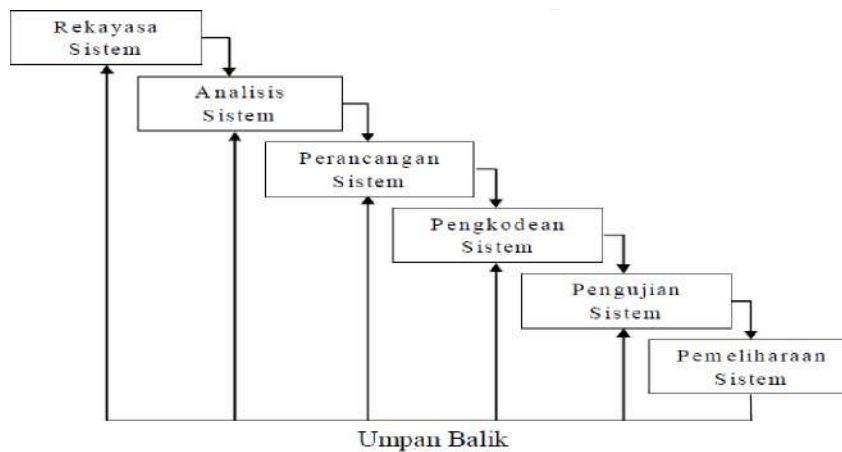 Rekayasa
Sistem
Analisis
Sistem
Perancangan
Sistem
Pengkodean
Sistem
Pengujian
Sistem
Pemeliharaan
Sistem
Umpan Balik